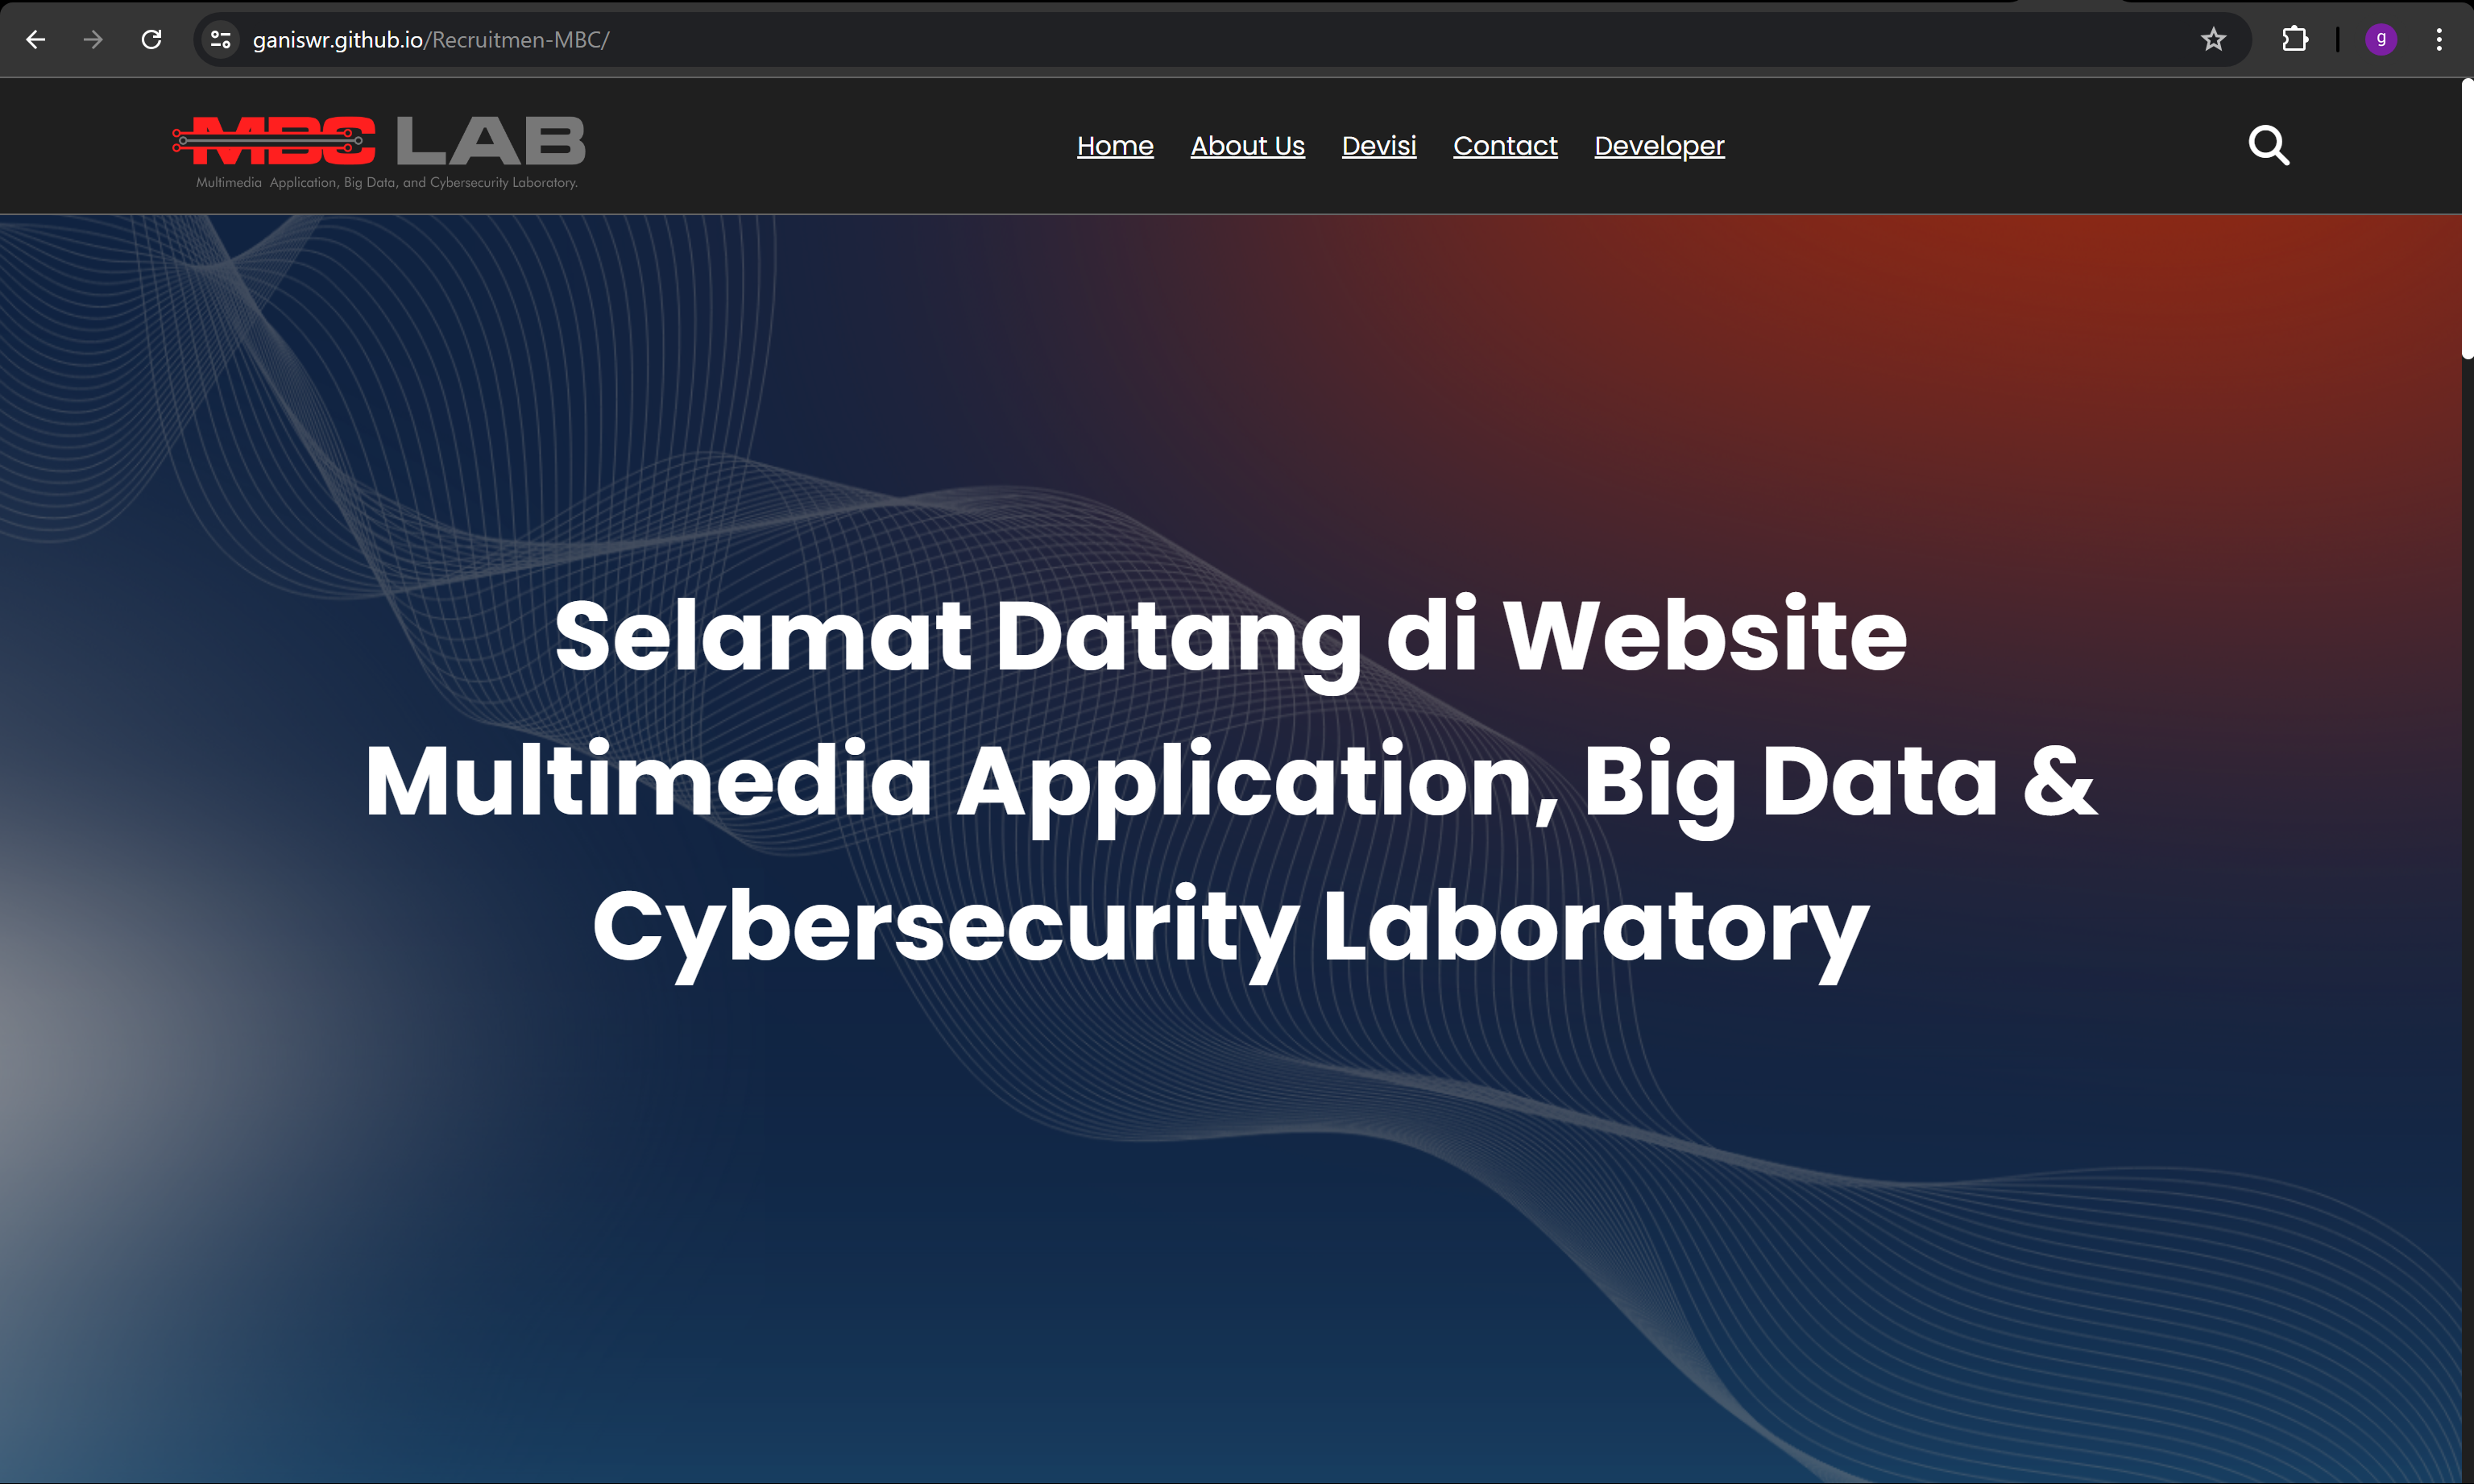 ganiswr.github.io/Recruitmen-MBC/
g
MBC LAB
Multimedia Application, Big Data, and Cybersecurity Laboratory.
Home About Us Devisi Contact Developer
Selamat Datang di Website
Multimedia Application, Big Data &
Cybersecurity Laboratory